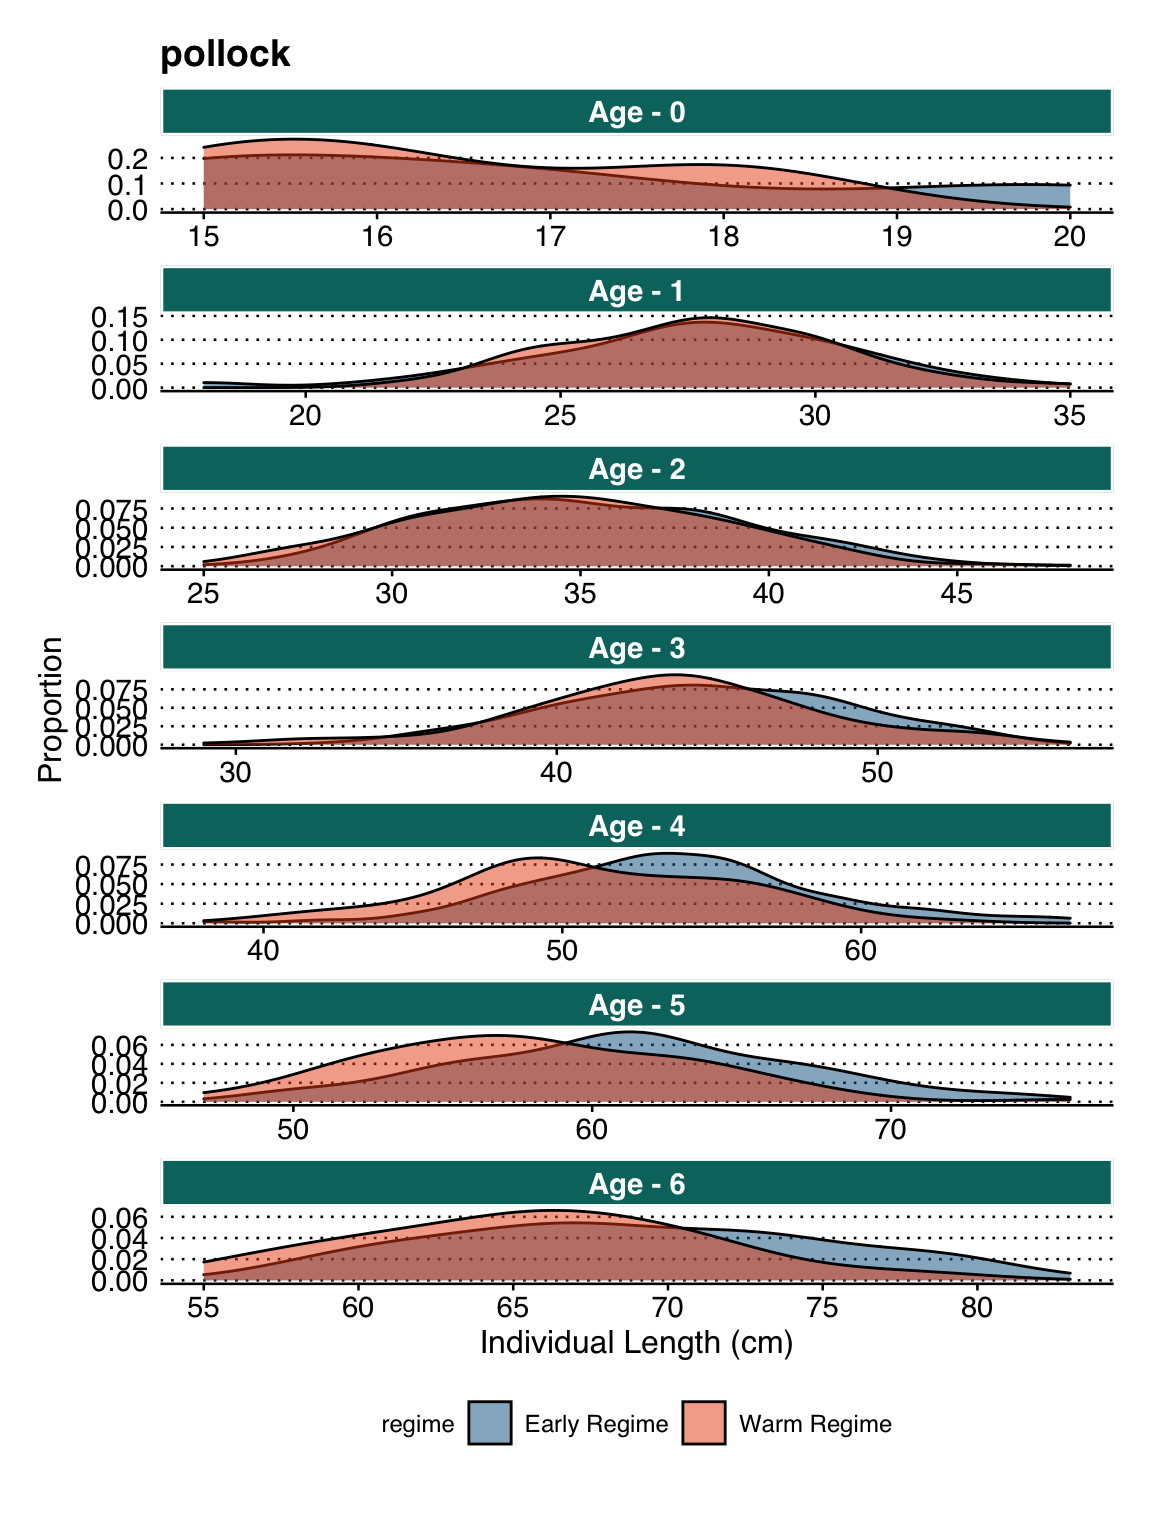 pollock
Age - 0
0.2
0.1
0.0
15 16 17 18 19 20
Age - 1
0.15
0.10
0.05
0.00
20 25 30 35
Age - 2
0.075
0.050
0.025
0.000
25 30 35 40 45
Age - 3
0.075
0.050
0.025
0.000
30 40 50
Proportion
Age - 4
0.075
0.050
0.025
0.000
40 50 60
Age - 5
0.06
0.04
0.02
0.00
50 60 70
Age - 6
0.06
0.04
0.02
0.00
55 60 65 70 75 80
Individual Length (cm)
regime Early Regime Warm Regime